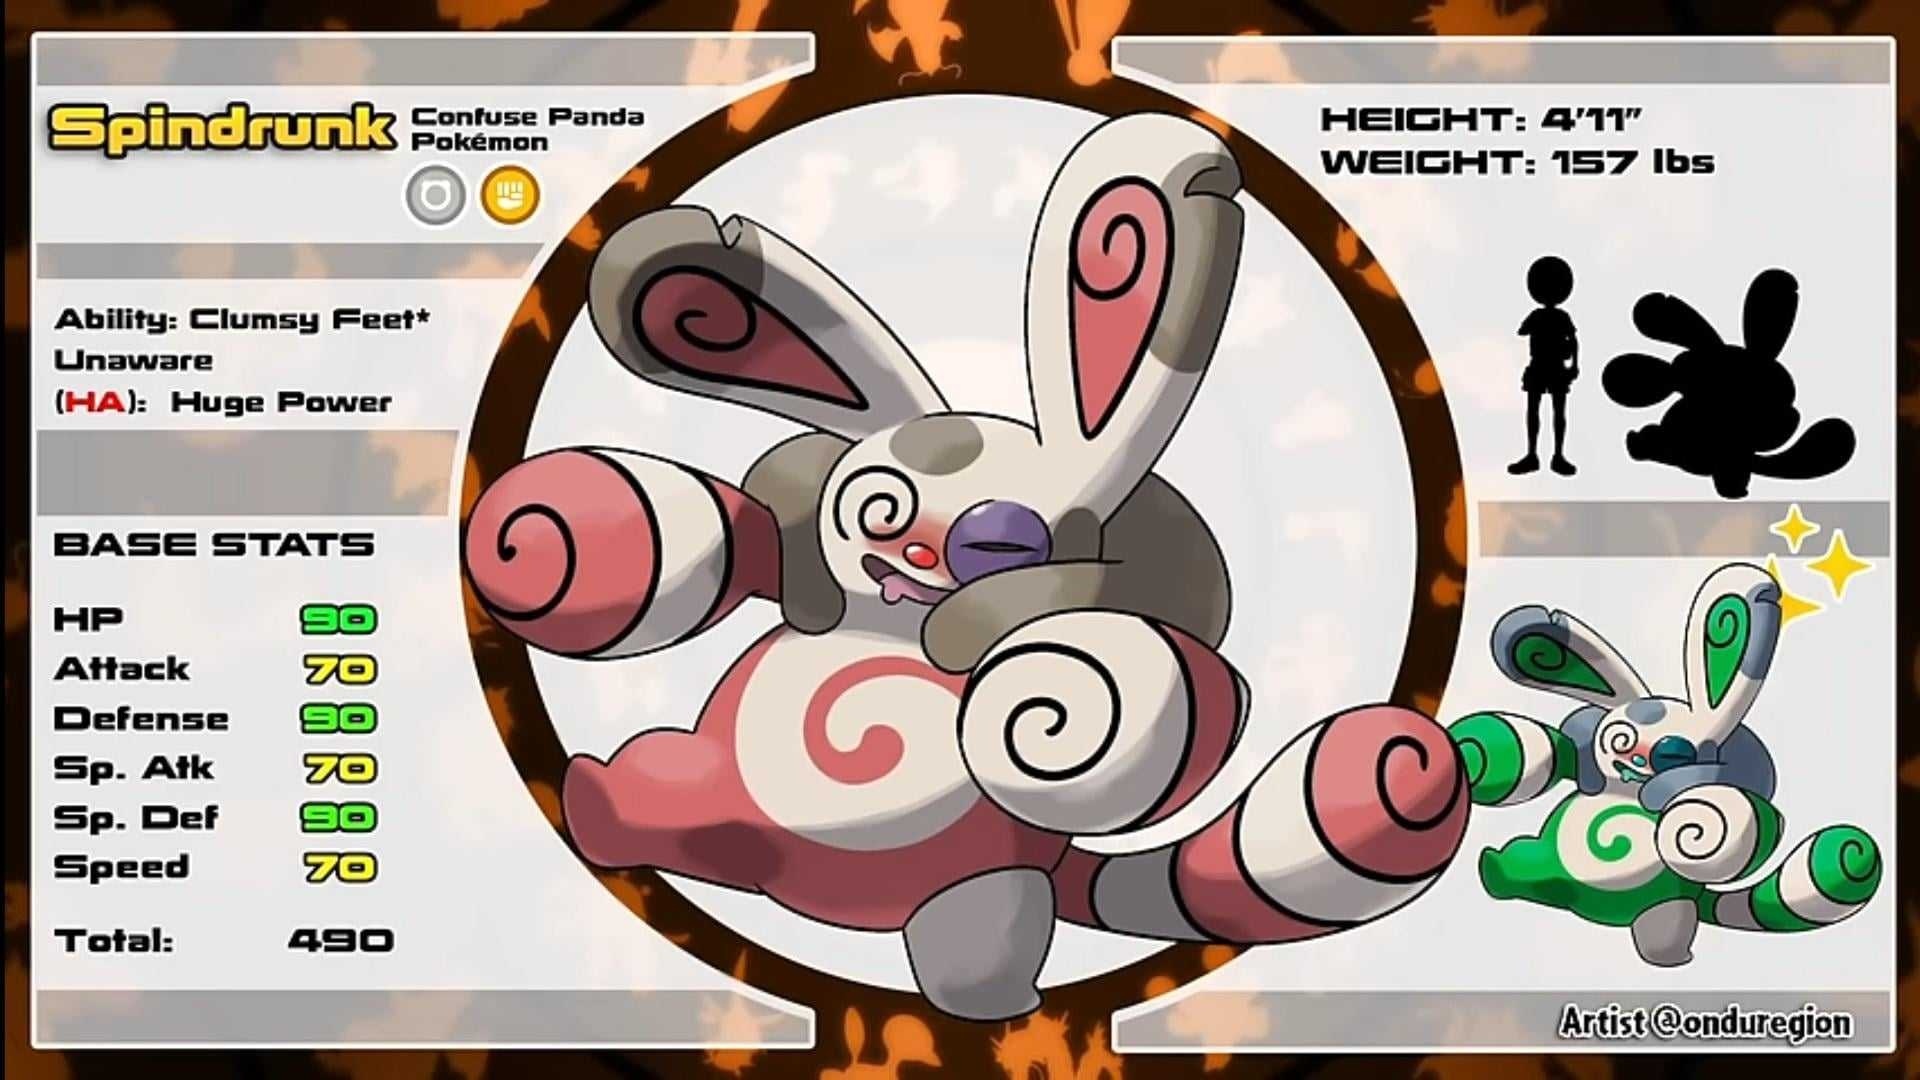 Spindrunk
Confuse Panda
Pokémon
Ability: Clumsy Feet*
Unaware
(HA): Huge Power
BASE STATS
HP 90
Attack 70
Defense 90
Sp. Atk 70
Sp. Def 90
Speed 70
Total: 490
HEIGHT: 4'11"
WEIGHT: 157 lbs
Artist @onduregion